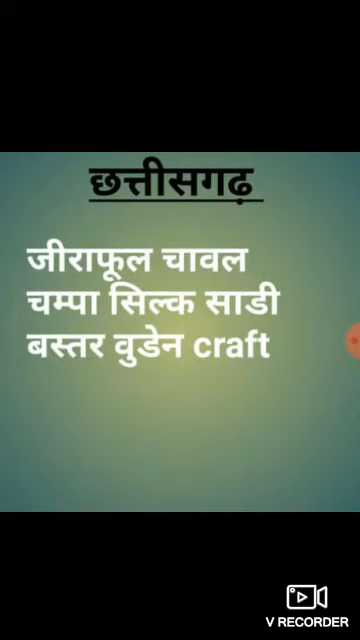 छत्तीसगढ़
जीराफूल चावल
चम्पा सिल्क साडी
बस्तर वुडेन craft
V RECORDER